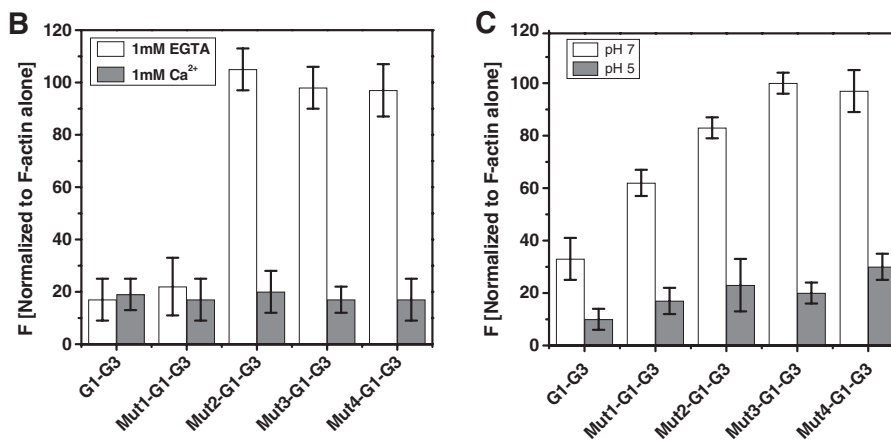 B
F [Normalized to F-actin alone]
120
100
80
60
40
20
0
1mM EGTA
1mM Ca²⁺
G1-G3
Mut1-G1-G3
Mut2-G1-G3
Mut3-G1-G3
Mut4-G1-G3
C
F [Normalized to F-actin alone]
120
100
80
60
40
20
0
pH 7
pH 5
G1-G3
Mut1-G1-G3
Mut2-G1-G3
Mut3-G1-G3
Mut4-G1-G3